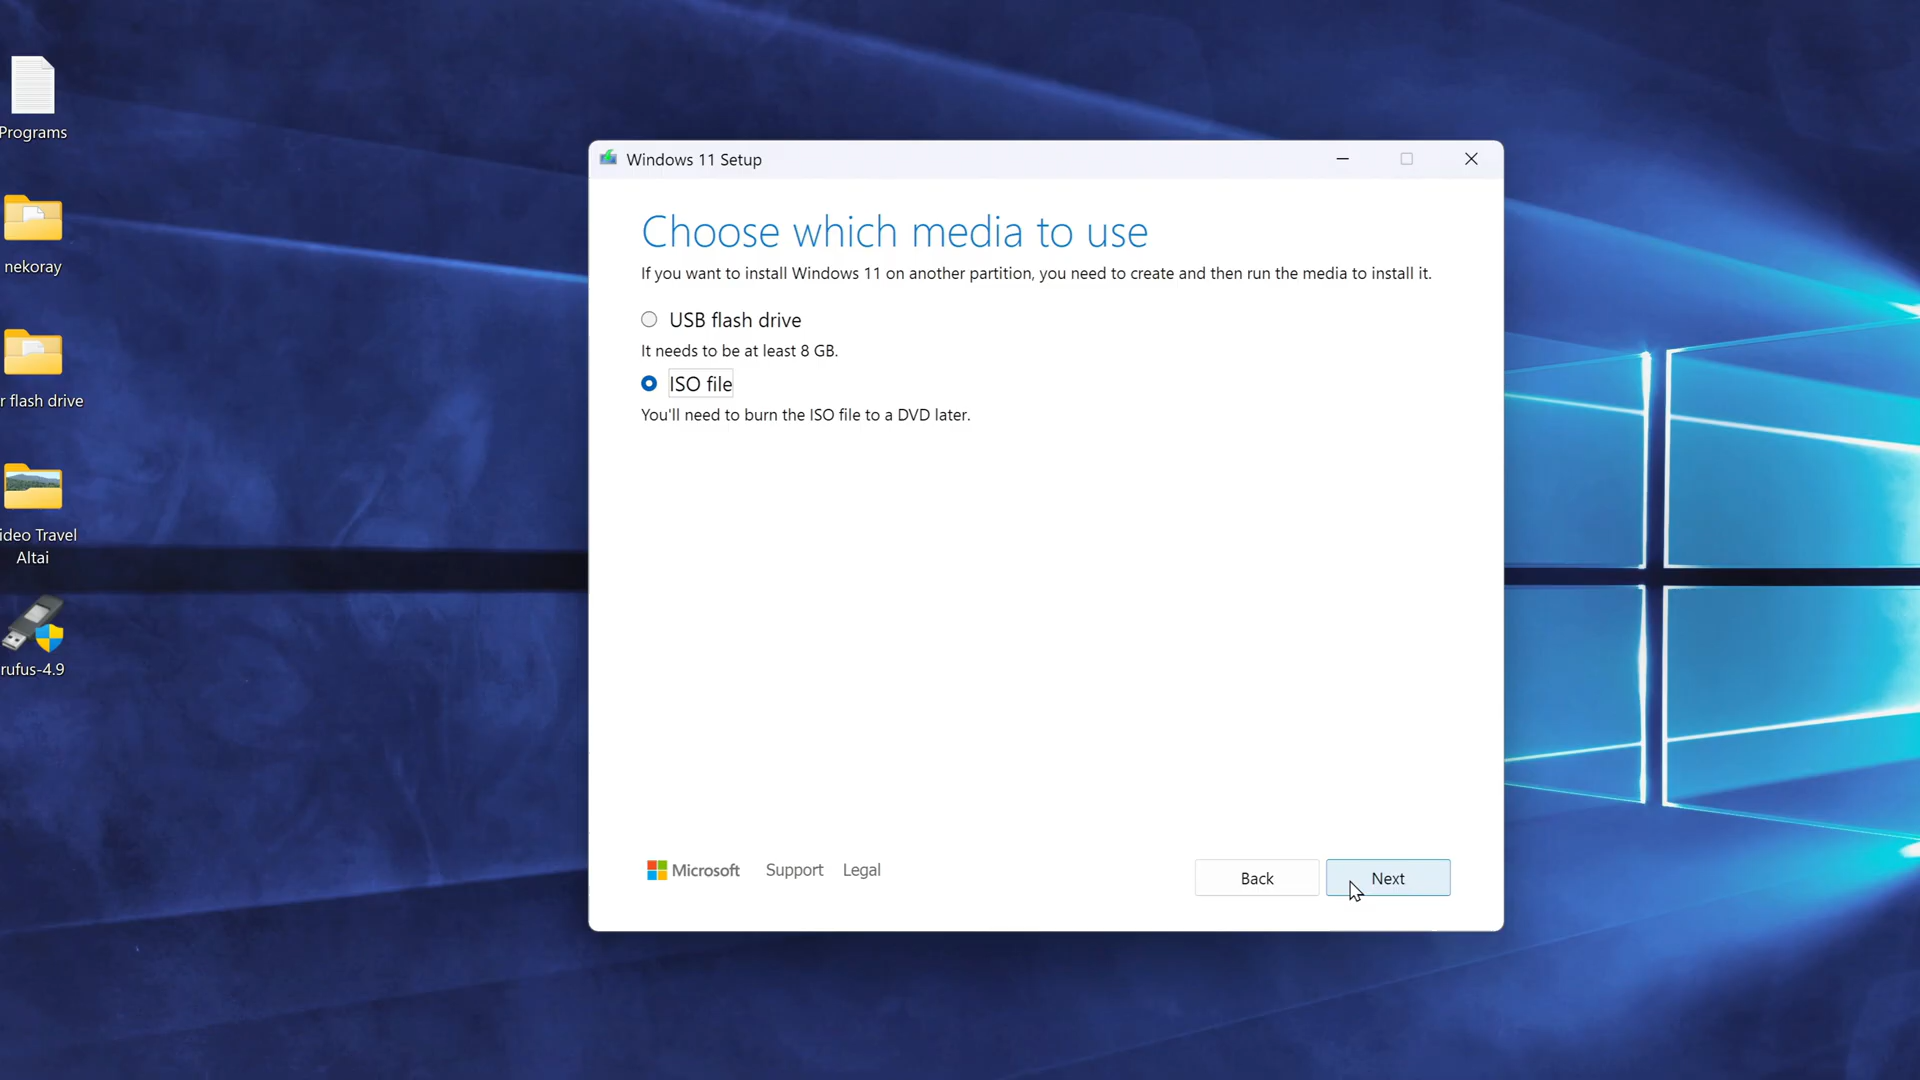 Programs
nekoray
r flash drive
ideo Travel
Altai
rufus-4.9
Windows 11 Setup
Choose which media to use
If you want to install Windows 11 on another partition, you need to create and then run the media to install it.
USB flash drive
It needs to be at least 8 GB.
ISO file
You'll need to burn the ISO file to a DVD later.
Microsoft
Support
Legal
Back
Next